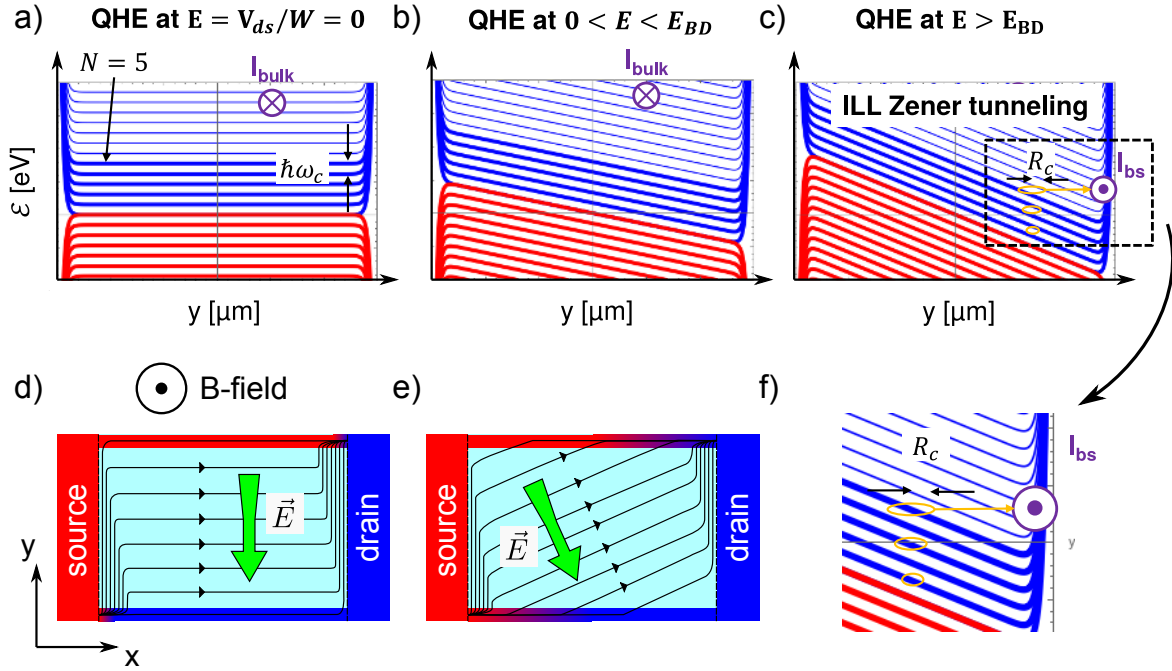 a) QHE at E = V_ds/W = 0
b) QHE at 0 < E < E_BD
c) QHE at E > E_BD
N = 5
I_bulk
ħω_c
ℰ [eV]
y [μm]
I_bulk
y [μm]
ILL Zener tunneling
R_c
I_bs
y [μm]
d)
B-field
source
E⃗
drain
y
x
e)
source
E⃗
drain
f)
R_c
I_bs
y